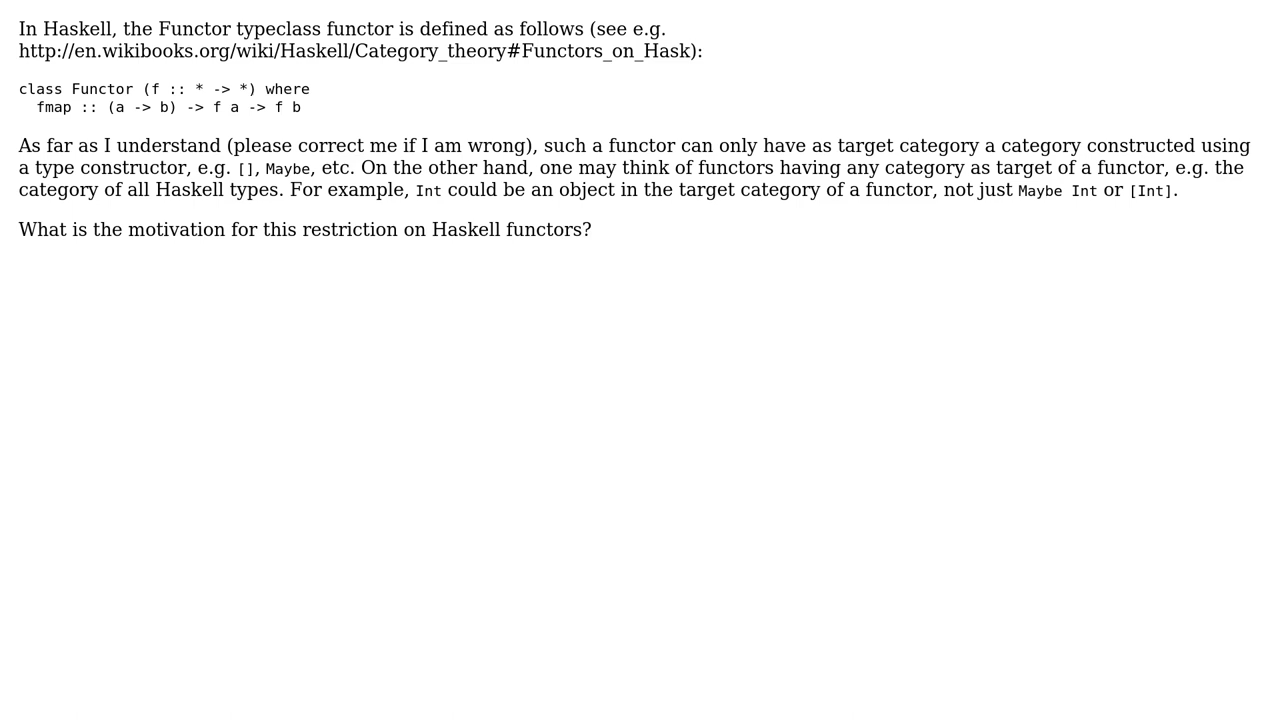 In Haskell, the Functor typeclass functor is defined as follows (see e.g.
http://en.wikibooks.org/wiki/Haskell/Category_theory#Functors_on_Hask):
class Functor (f :: * -> *) where
  fmap :: (a -> b) -> f a -> f b
As far as I understand (please correct me if I am wrong), such a functor can only have as target category a category constructed using
a type constructor, e.g. [], Maybe, etc. On the other hand, one may think of functors having any category as target of a functor, e.g. the
category of all Haskell types. For example, Int could be an object in the target category of a functor, not just Maybe Int or [Int].
What is the motivation for this restriction on Haskell functors?